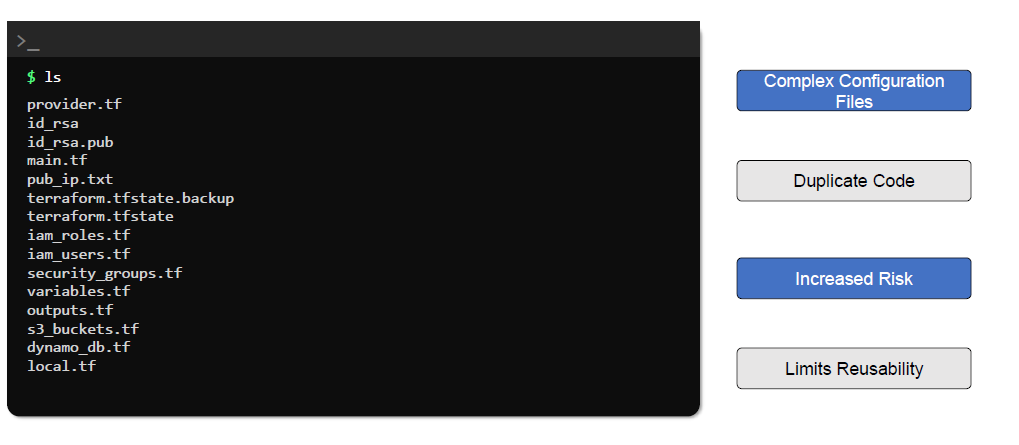 >_
$ ls
provider.tf
id_rsa
id_rsa.pub
main.tf
pub_ip.txt
terraform.tfstate.backup
terraform.tfstate
iam_roles.tf
iam_users.tf
security_groups.tf
variables.tf
outputs.tf
s3_buckets.tf
dynamo_db.tf
local.tf
Complex Configuration
Files
Duplicate Code
Increased Risk
Limits Reusability